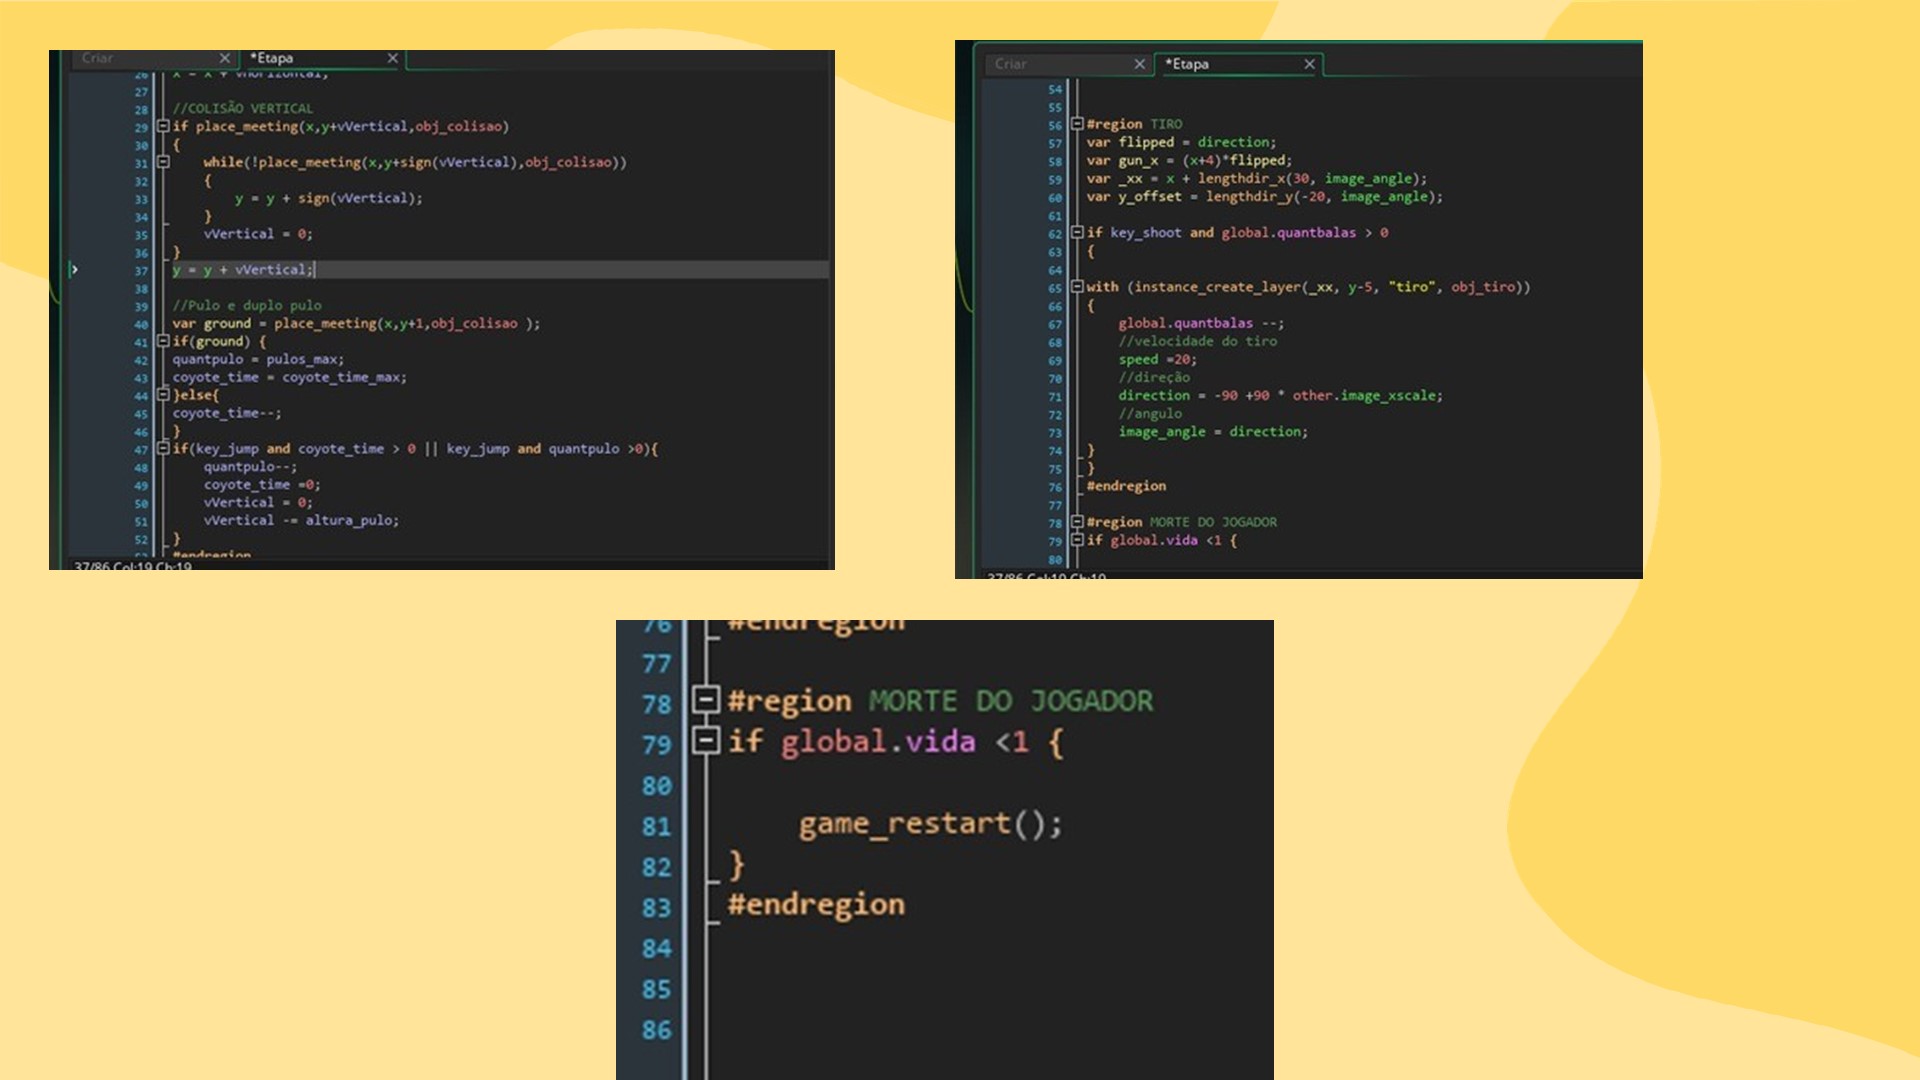 Criar
*Etapa
26 x = x + vHorizontal;
27
28 //COLISÃO VERTICAL
29 if place_meeting(x,y+vVertical,obj_colisao)
30 {
31 while(!place_meeting(x,y+sign(vVertical),obj_colisao))
32 {
33 y = y + sign(vVertical);
34 }
35 vVertical = 0;
36 }
37 y = y + vVertical;
38
39 //Pulo e duplo pulo
40 var ground = place_meeting(x,y+1,obj_colisao );
41 if(ground) {
42 quantpulo = pulos_max;
43 coyote_time = coyote_time_max;
44 }else{
45 coyote_time--;
46 }
47 if(key_jump and coyote_time > 0 || key_jump and quantpulo >0){
48 quantpulo--;
49 coyote_time =0;
50 vVertical = 0;
51 vVertical -= altura_pulo;
52 }
53 #endregion
37/86 Col:19 Ch:19
Criar
*Etapa
54
55
56 #region TIRO
57 var flipped = direction;
58 var gun_x = (x+4)*flipped;
59 var _xx = x + lengthdir_x(30, image_angle);
60 var y_offset = lengthdir_y(-20, image_angle);
61
62 if key_shoot and global.quantbalas > 0
63 {
64
65 with (instance_create_layer(_xx, y-5, "tiro", obj_tiro))
66 {
67 global.quantbalas --;
68 //velocidade do tiro
69 speed =20;
70 //direção
71 direction = -90 +90 * other.image_xscale;
72 //angulo
73 image_angle = direction;
74 }
75 }
76 #endregion
77
78 #region MORTE DO JOGADOR
79 if global.vida <1 {
80
37/86 Col:19 Ch:19
76 #endregion
77
78 #region MORTE DO JOGADOR
79 if global.vida <1 {
80
81 game_restart();
82 }
83 #endregion
84
85
86